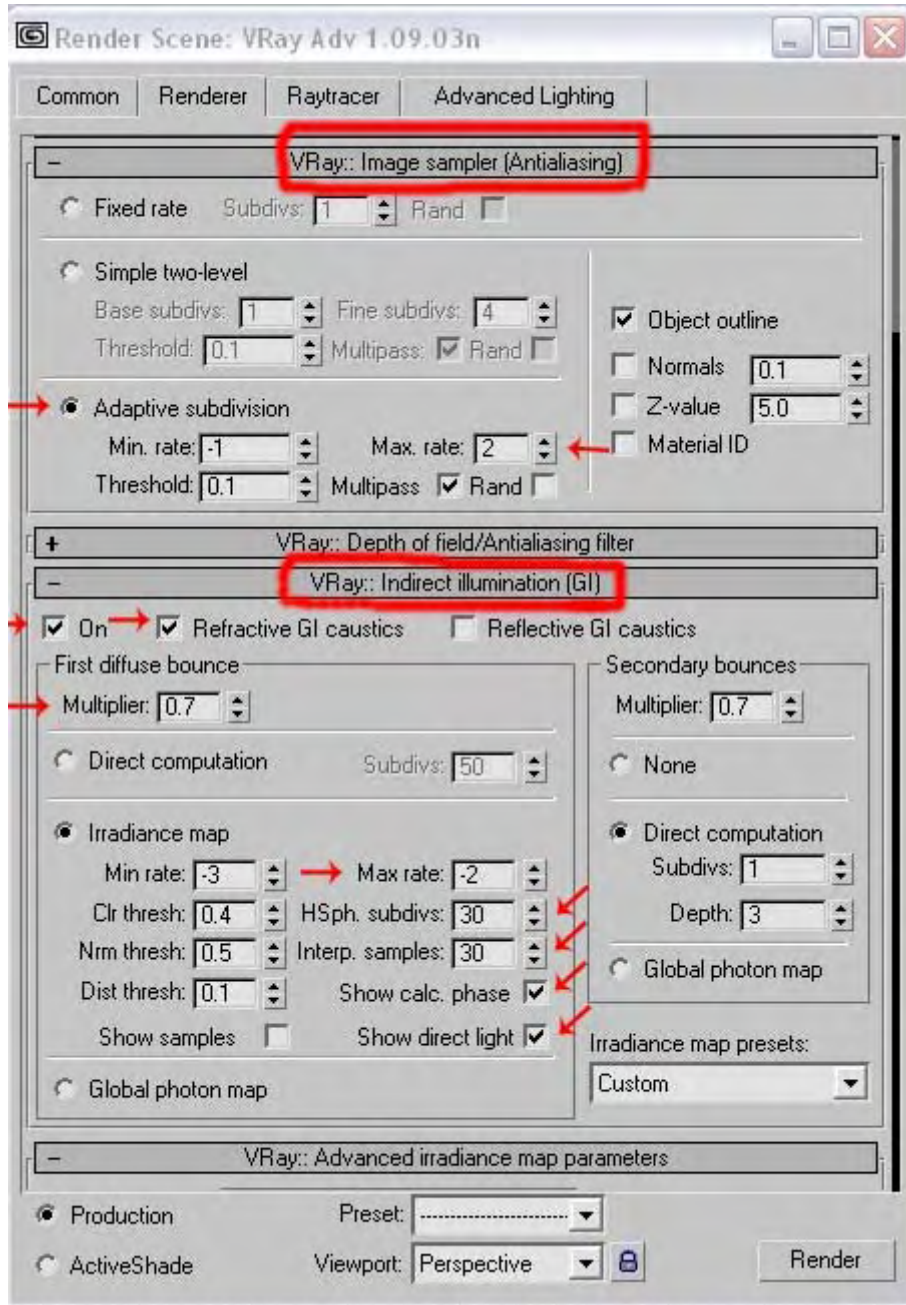 Render Scene: VRay Adv 1.09.03n
Common Renderer Raytracer Advanced Lighting
- VRay:: Image sampler (Antialiasing)
Fixed rate Subdivs: 1 Rand
Simple two-level
Base subdivs: 1 Fine subdivs: 4
Threshold: 0.1 Multipass: Rand
Object outline
Normals 0.1
Z-value 5.0
Material ID
Adaptive subdivision
Min. rate: -1 Max. rate: 2
Threshold: 0.1 Multipass Rand
+ VRay:: Depth of field/Antialiasing filter
- VRay:: Indirect illumination (GI)
On Refractive GI caustics Reflective GI caustics
First diffuse bounce
Multiplier: 0.7
Direct computation Subdivs: 50
Irradiance map
Min rate: -3 Max rate: -2
Clr thresh: 0.4 HSph. subdivs: 30
Nrm thresh: 0.5 Interp. samples: 30
Dist thresh: 0.1 Show calc. phase
Show samples Show direct light
Global photon map
Secondary bounces
Multiplier: 0.7
None
Direct computation
Subdivs: 1
Depth: 3
Global photon map
Irradiance map presets:
Custom
- VRay:: Advanced irradiance map parameters
Production Preset: ----------------------
ActiveShade Viewport: Perspective Render